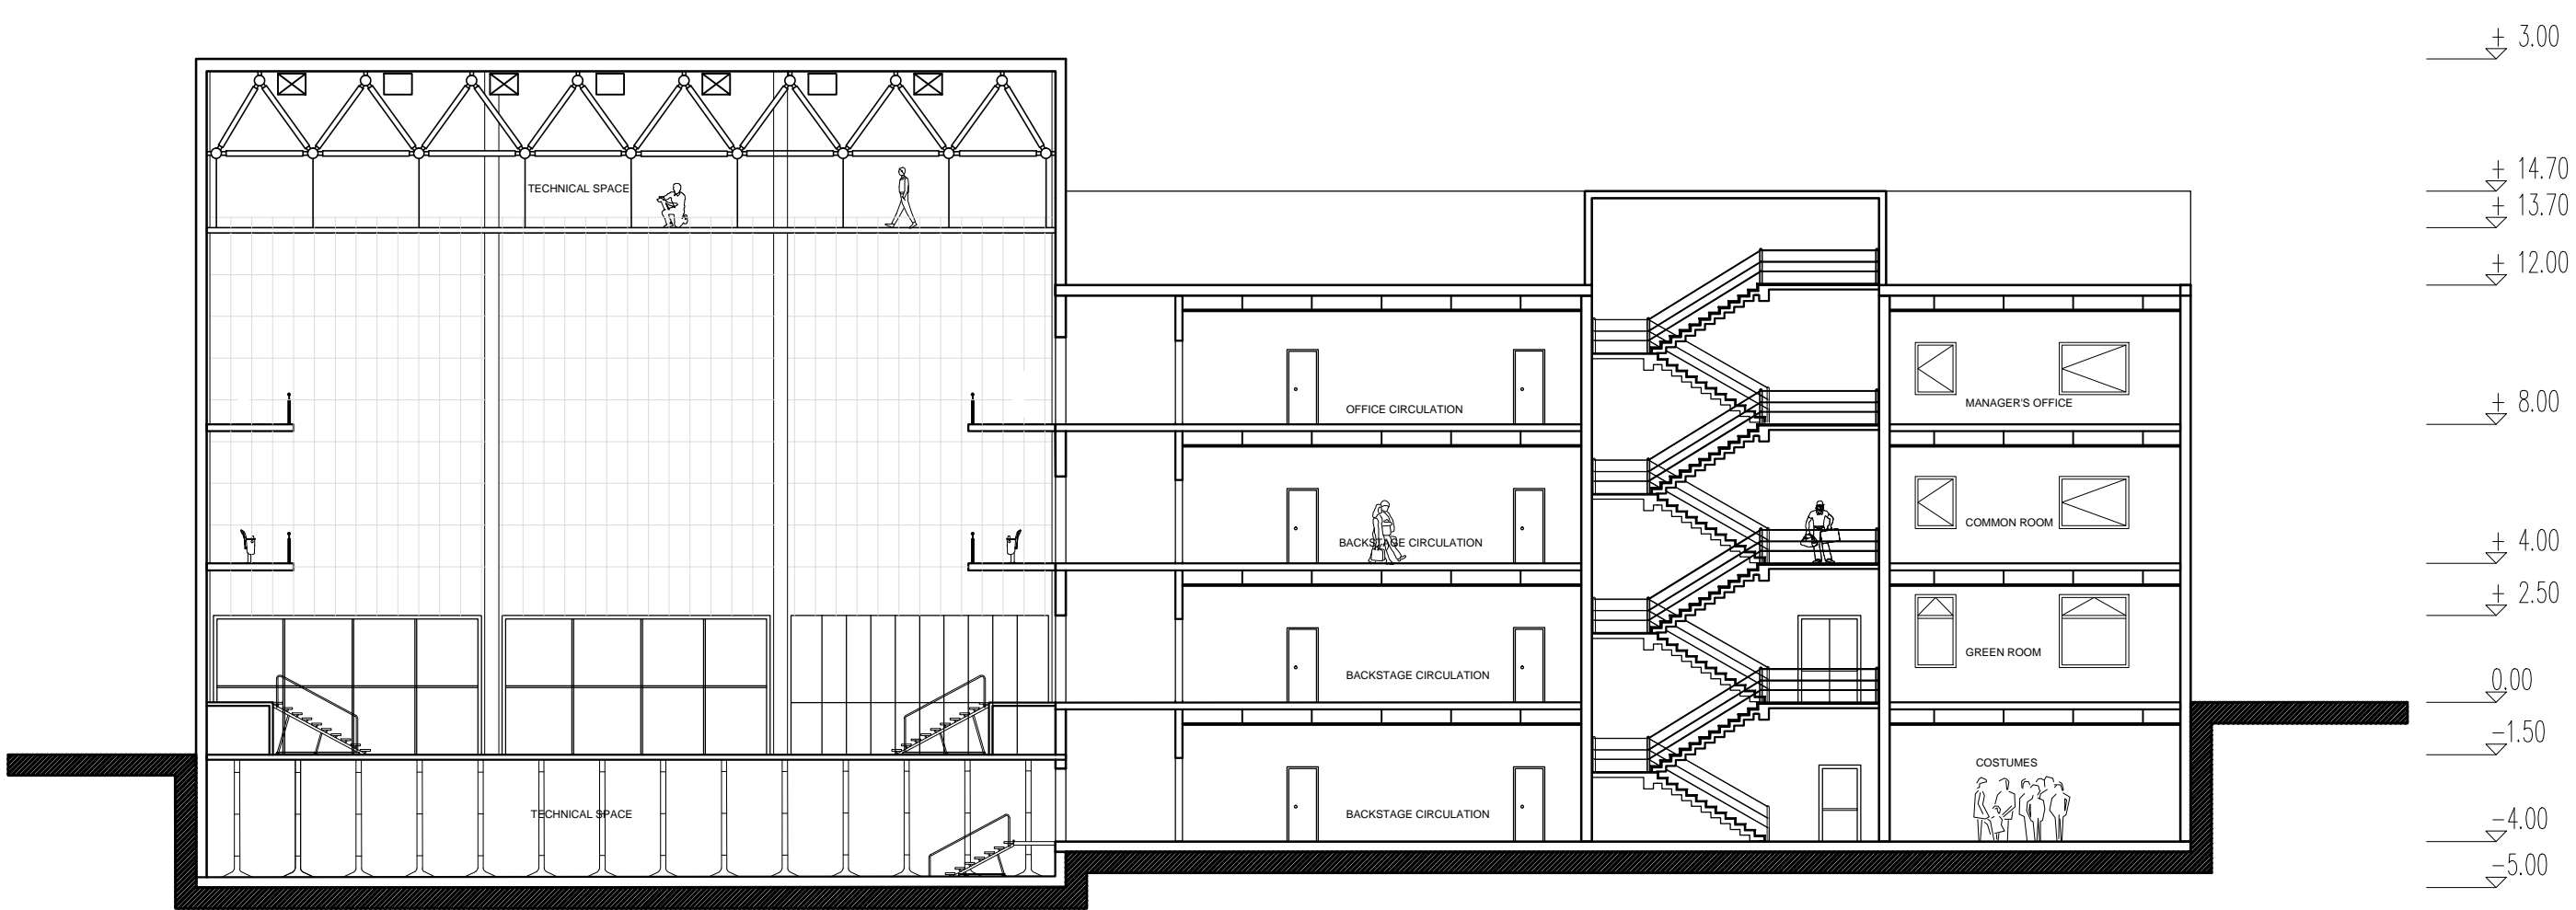 + 3.00
+ 14.70
TECHNICAL SPACE
+ 13.70
+ 12.00
OFFICE CIRCULATION
MANAGER'S OFFICE
+ 8.00
COMMON ROOM
BACKSTAGE CIRCULATION
+ 4.00
+ 2.50
GREEN ROOM
BACKSTAGE CIRCULATION
0.00
-1.50
COSTUMES
TECHNICAL SPACE
BACKSTAGE CIRCULATION
-4.00
-5.00